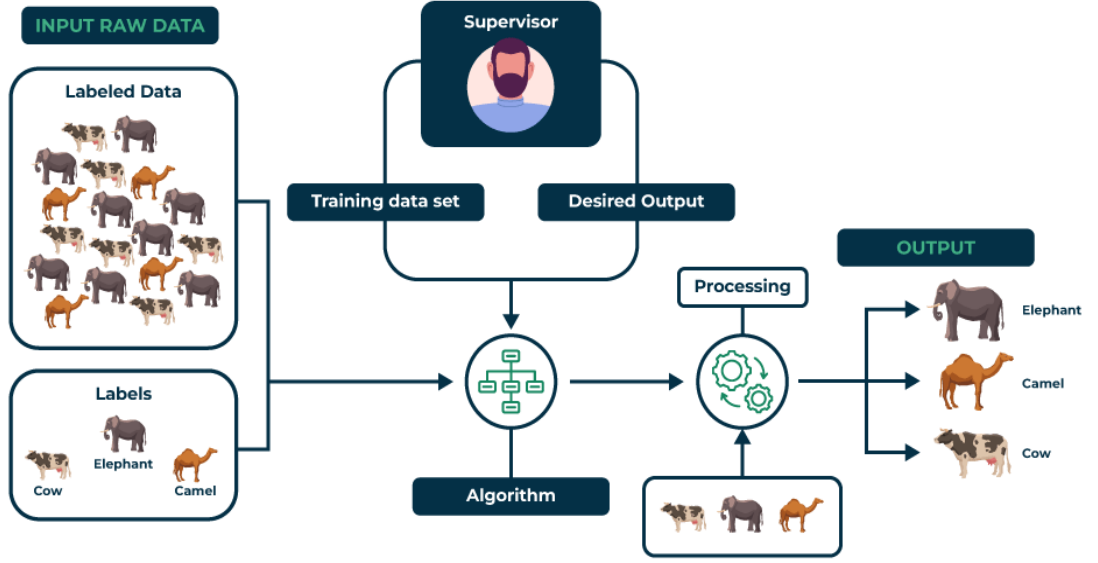 INPUT RAW DATA
Labeled Data
Labels
Elephant
Cow
Camel
Supervisor
Training data set
Desired Output
Algorithm
Processing
OUTPUT
Elephant
Camel
Cow